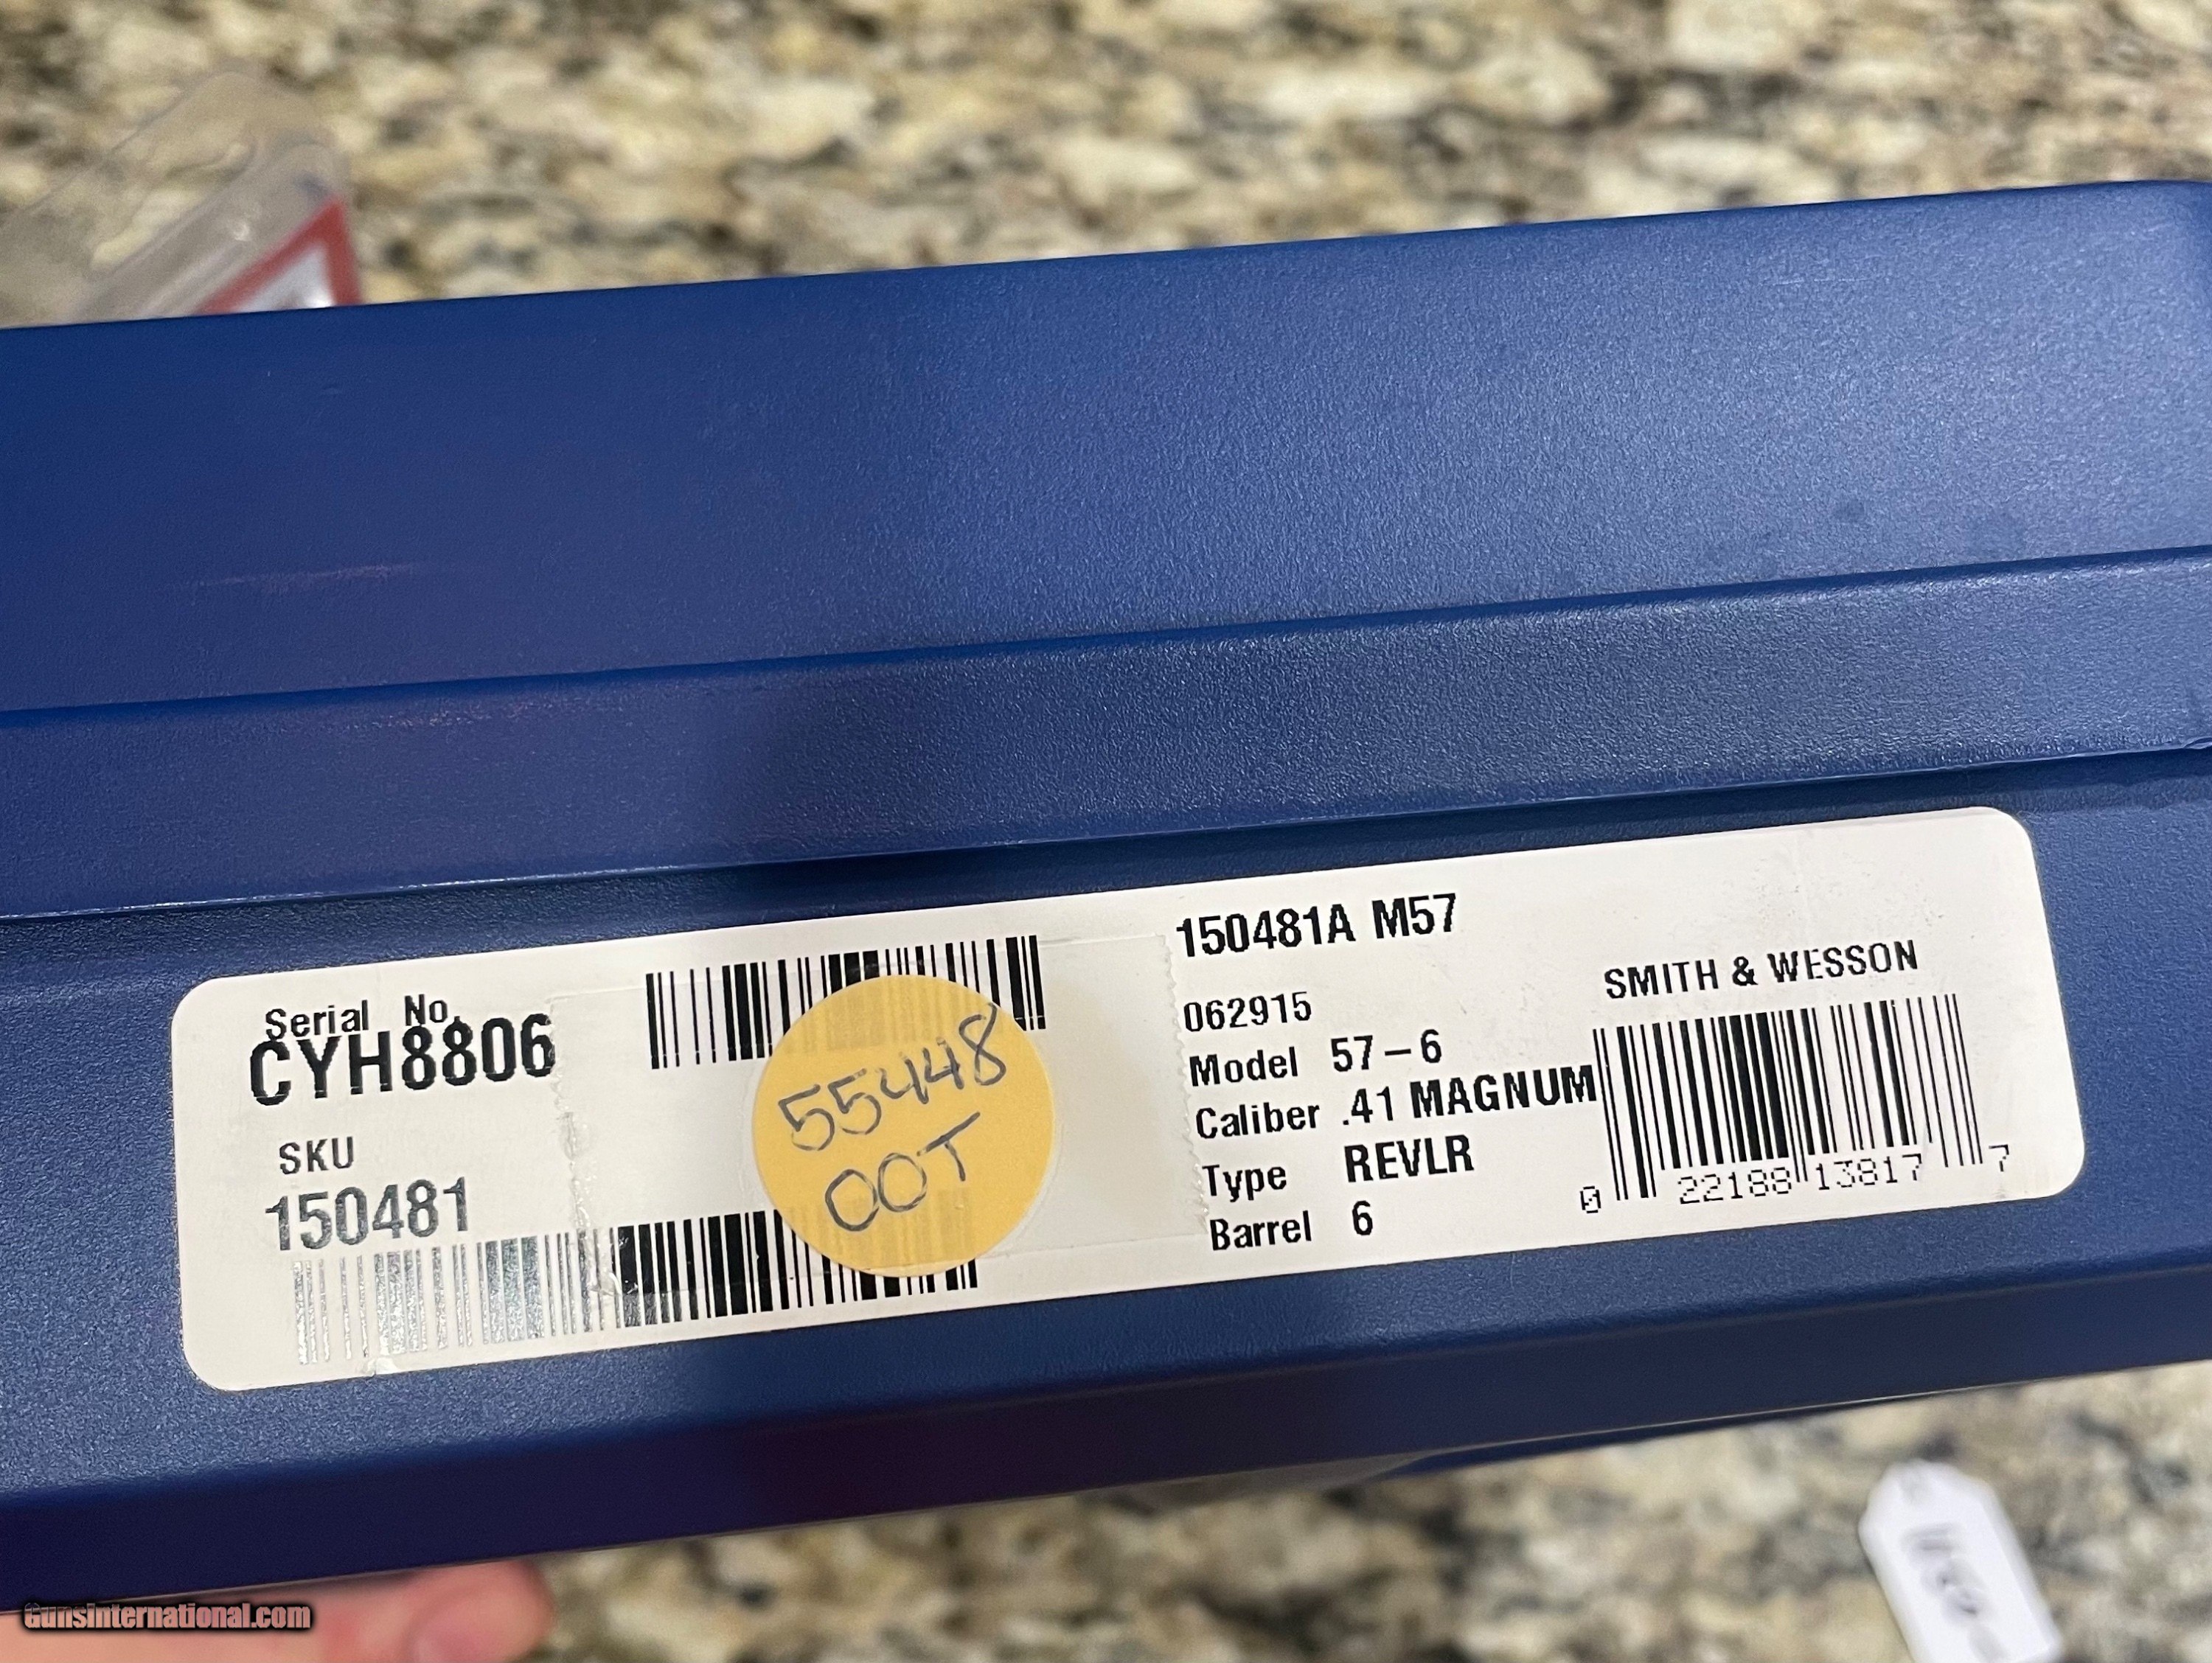 Serial No.
CYH8806
SKU
150481
55448
OOT
150481A M57
062915
Model 57-6
Caliber .41 MAGNUM
Type REVLR
Barrel 6
SMITH & WESSON
0 22188 13817 7
Gunsinternational.com